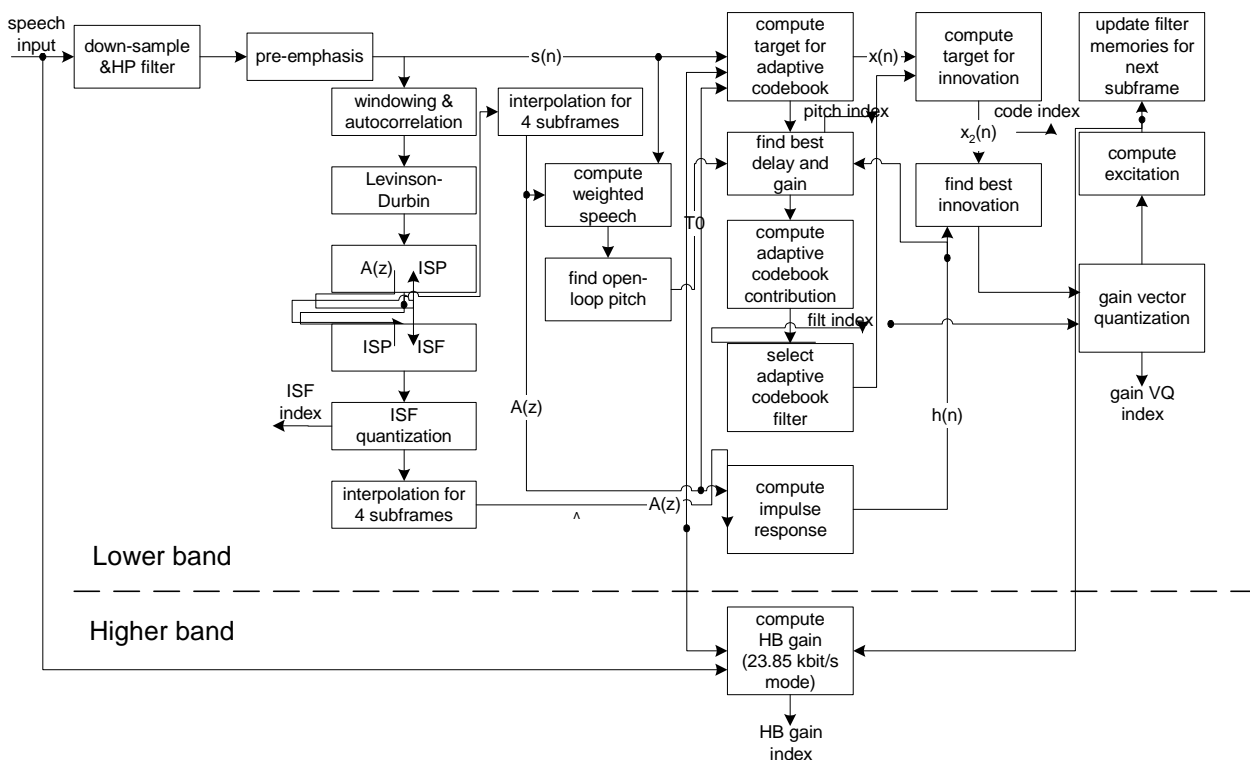 speech
input
down-sample
&HP filter
pre-emphasis
s(n)
compute
target for
adaptive
codebook
x(n)
compute
target for
innovation
update filter
memories for
next
subframe
windowing &
autocorrelation
interpolation for
4 subframes
pitch index
code index
x2(n)
Levinson-
Durbin
compute
weighted
speech
T0
find best
delay and
gain
find best
innovation
compute
excitation
A(z)
ISP
find open-
loop pitch
compute
adaptive
codebook
contribution
gain vector
quantization
ISP
ISF
filt index
select
adaptive
codebook
filter
ISF
index
ISF
quantization
A(z)
h(n)
gain VQ
index
interpolation for
4 subframes
^
A(z)
compute
impulse
response
Lower band
Higher band
compute
HB gain
(23.85 kbit/s
mode)
HB gain
index